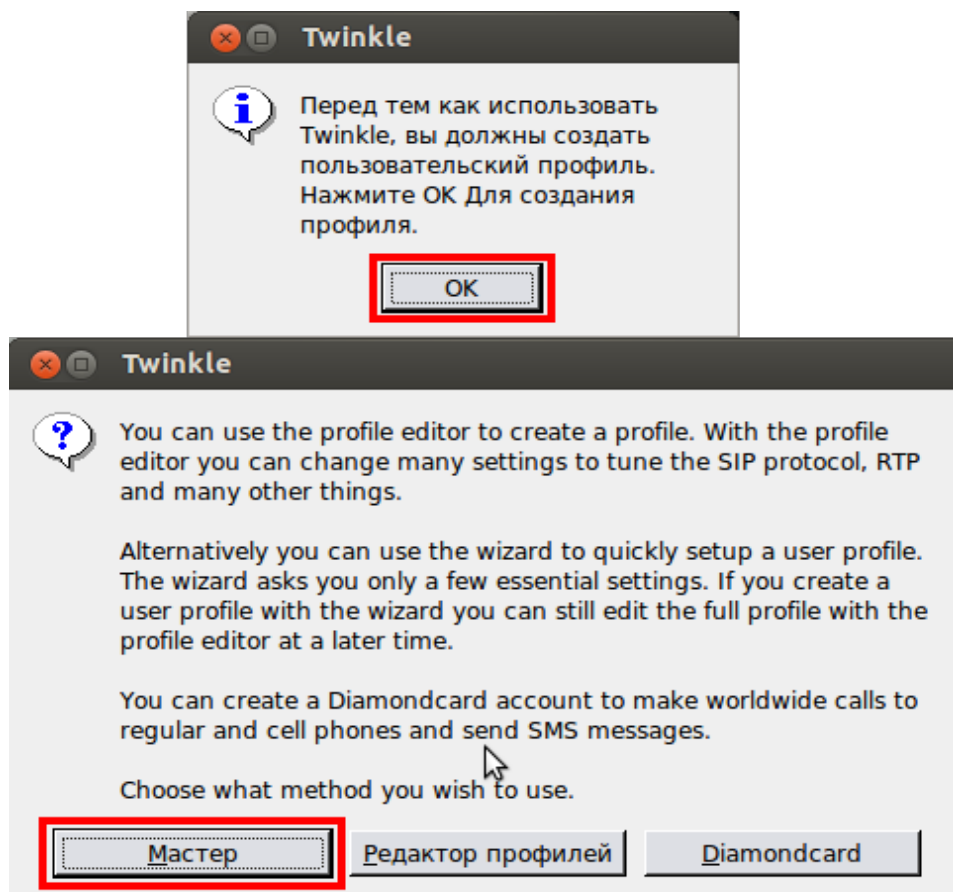 Twinkle
Перед тем как использовать
Twinkle, вы должны создать
пользовательский профиль.
Нажмите OK Для создания
профиля.
OK
Twinkle
You can use the profile editor to create a profile. With the profile
editor you can change many settings to tune the SIP protocol, RTP
and many other things.
Alternatively you can use the wizard to quickly setup a user profile.
The wizard asks you only a few essential settings. If you create a
user profile with the wizard you can still edit the full profile with the
profile editor at a later time.
You can create a Diamondcard account to make worldwide calls to
regular and cell phones and send SMS messages.
Choose what method you wish to use.
Мастер Редактор профилей Diamondcard